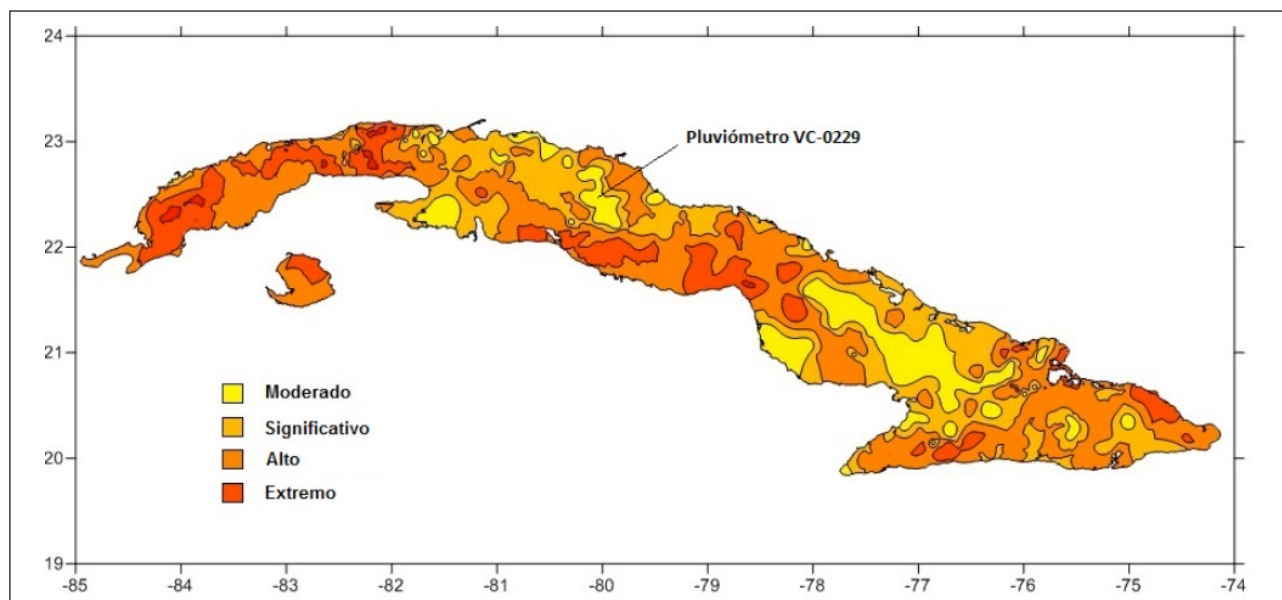 24
23
Pluviómetro VC-0229
22
21
Moderado
Significativo
20
Alto
Extremo
19
-85 -84 -83 -82 -81 -80 -79 -78 -77 -76 -75 -74